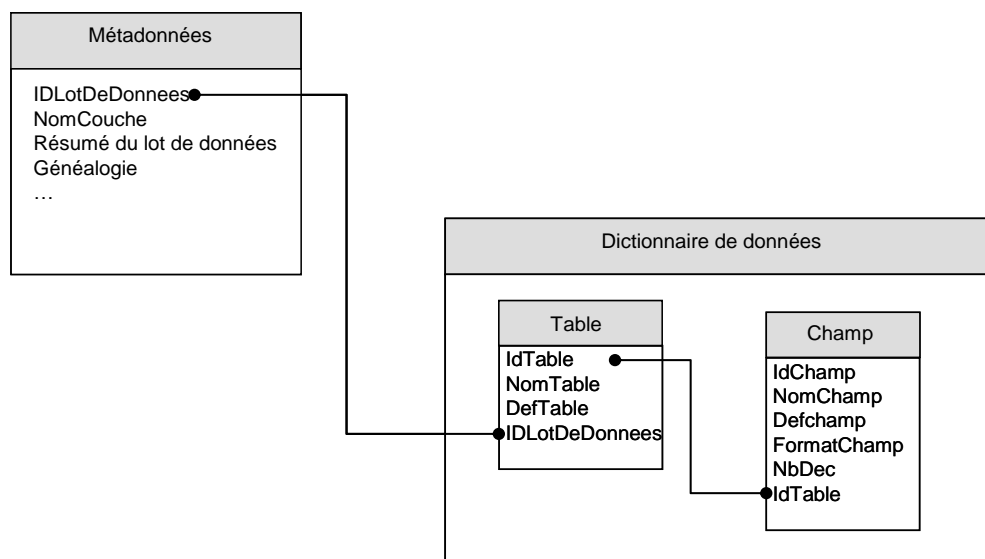 Métadonnées
IDLotDeDonnees
NomCouche
Résumé du lot de données
Généalogie
…
Dictionnaire de données
Table
IdTable
NomTable
DefTable
IDLotDeDonnees
Champ
IdChamp
NomChamp
Defchamp
FormatChamp
NbDec
IdTable